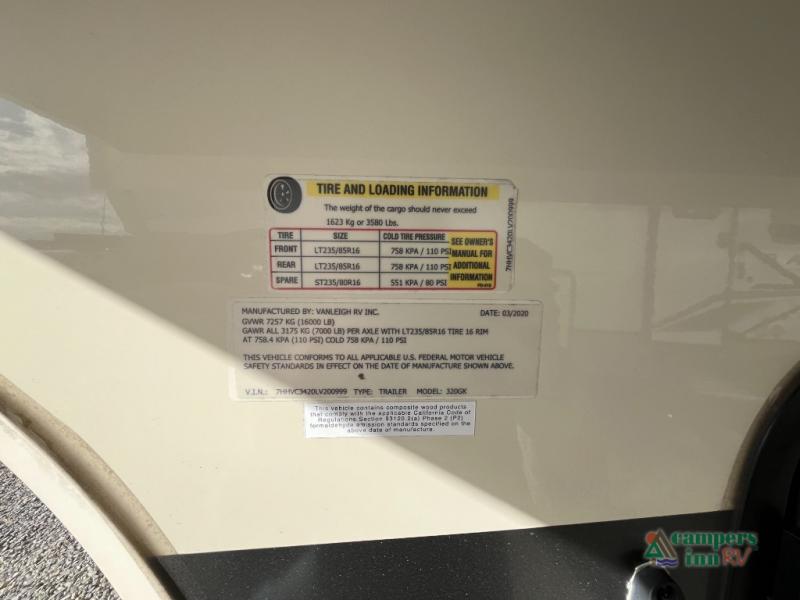 TIRE AND LOADING INFORMATION
The weight of the cargo should never exceed
1623 Kg or 3580 Lbs.
TIRE SIZE COLD TIRE PRESSURE
FRONT LT235/85R16 758 KPA / 110 PSI
REAR LT235/85R16 758 KPA / 110 PSI
SPARE ST235/80R16 551 KPA / 80 PSI
SEE OWNER'S
MANUAL FOR
ADDITIONAL
INFORMATION
7HHVC3420LV200999
MANUFACTURED BY: VANLEIGH RV INC. DATE: 03/2020
GVWR 7257 KG (16000 LB)
GAWR ALL 3175 KG (7000 LB) PER AXLE WITH LT235/85R16 TIRE 16 RIM
AT 758.4 KPA (110 PSI) COLD 758 KPA / 110 PSI
THIS VEHICLE CONFORMS TO ALL APPLICABLE U.S. FEDERAL MOTOR VEHICLE
SAFETY STANDARDS IN EFFECT ON THE DATE OF MANUFACTURE SHOWN ABOVE.
V.I.N.: 7HHVC3420LV200999 TYPE: TRAILER MODEL: 320GK
This vehicle contains composite wood products
that comply with the applicable California Code of
Regulations Section 93120.2(a) Phase 2 (P2)
formaldehyde emission standards specified on the
above date of manufacture.
campers
inn RV